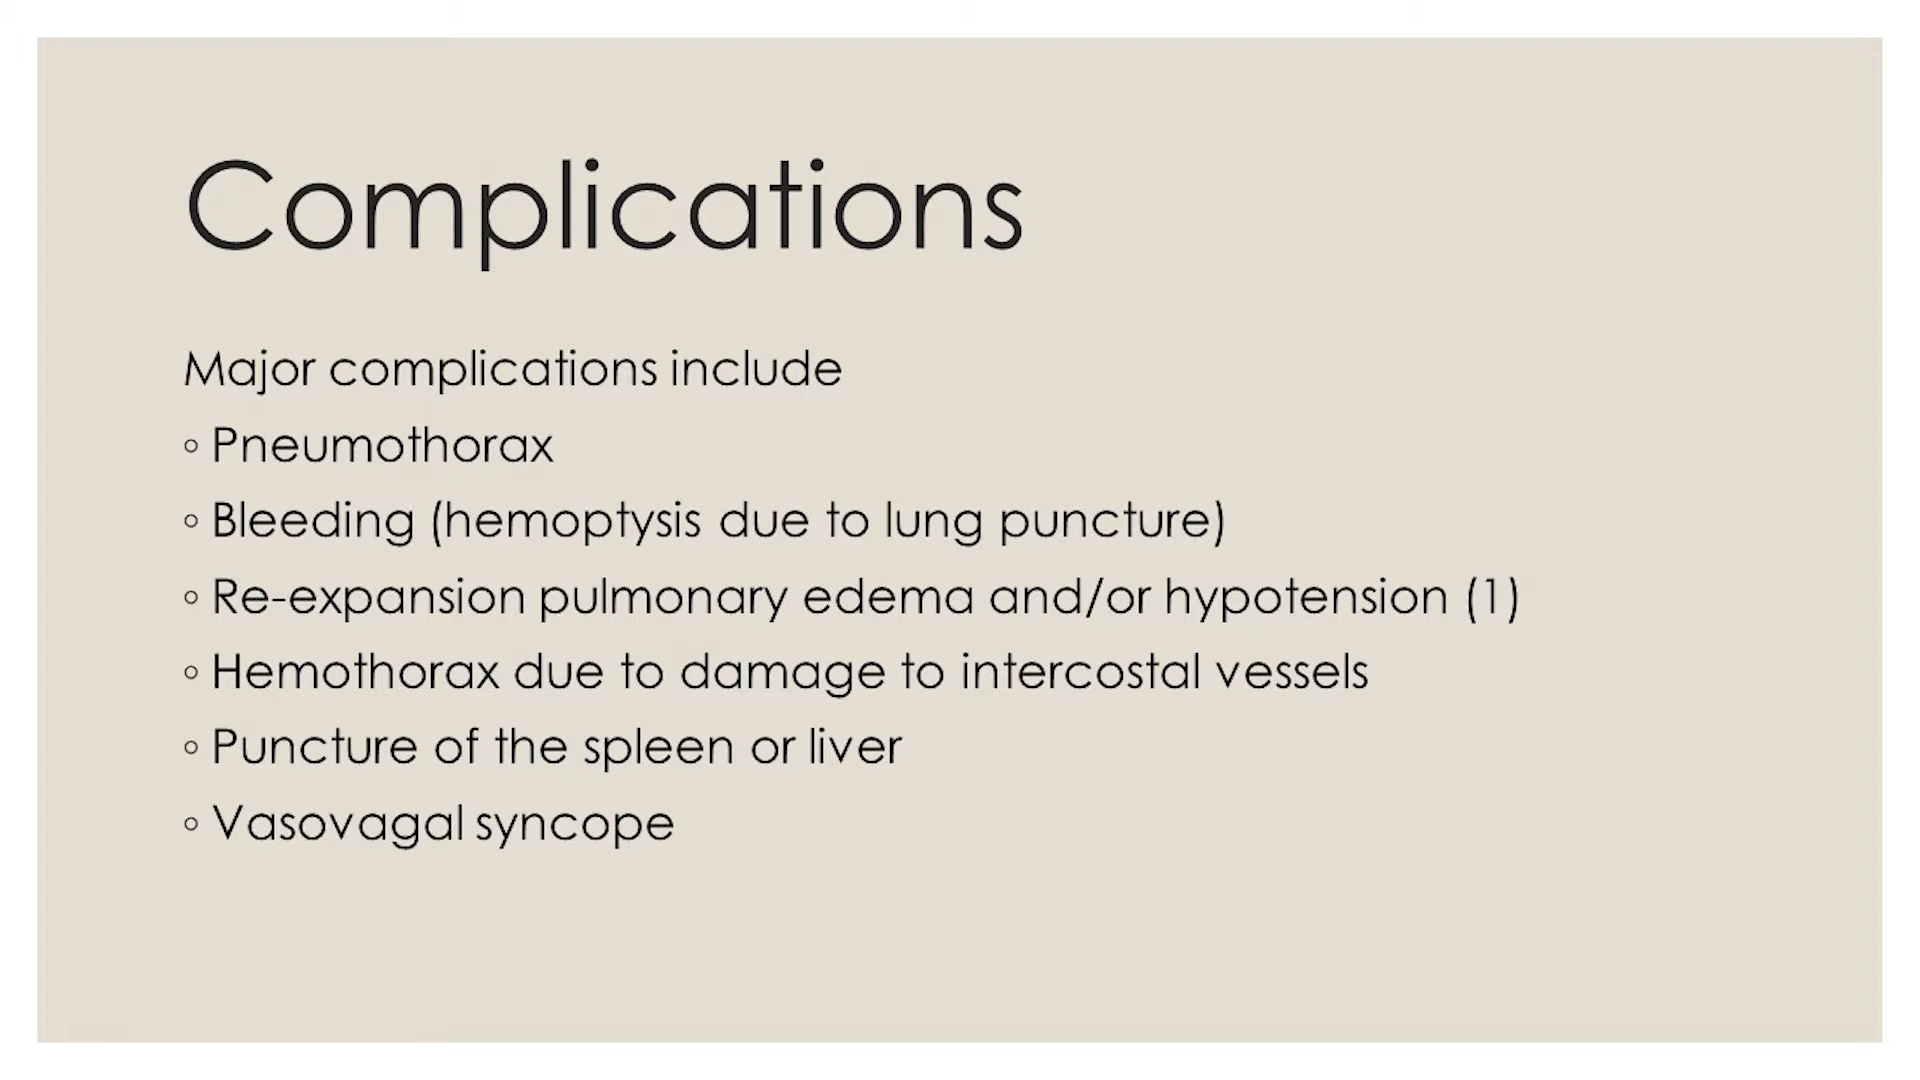 Complications
Major complications include
◦ Pneumothorax
◦ Bleeding (hemoptysis due to lung puncture)
◦ Re-expansion pulmonary edema and/or hypotension (1)
◦ Hemothorax due to damage to intercostal vessels
◦ Puncture of the spleen or liver
◦ Vasovagal syncope